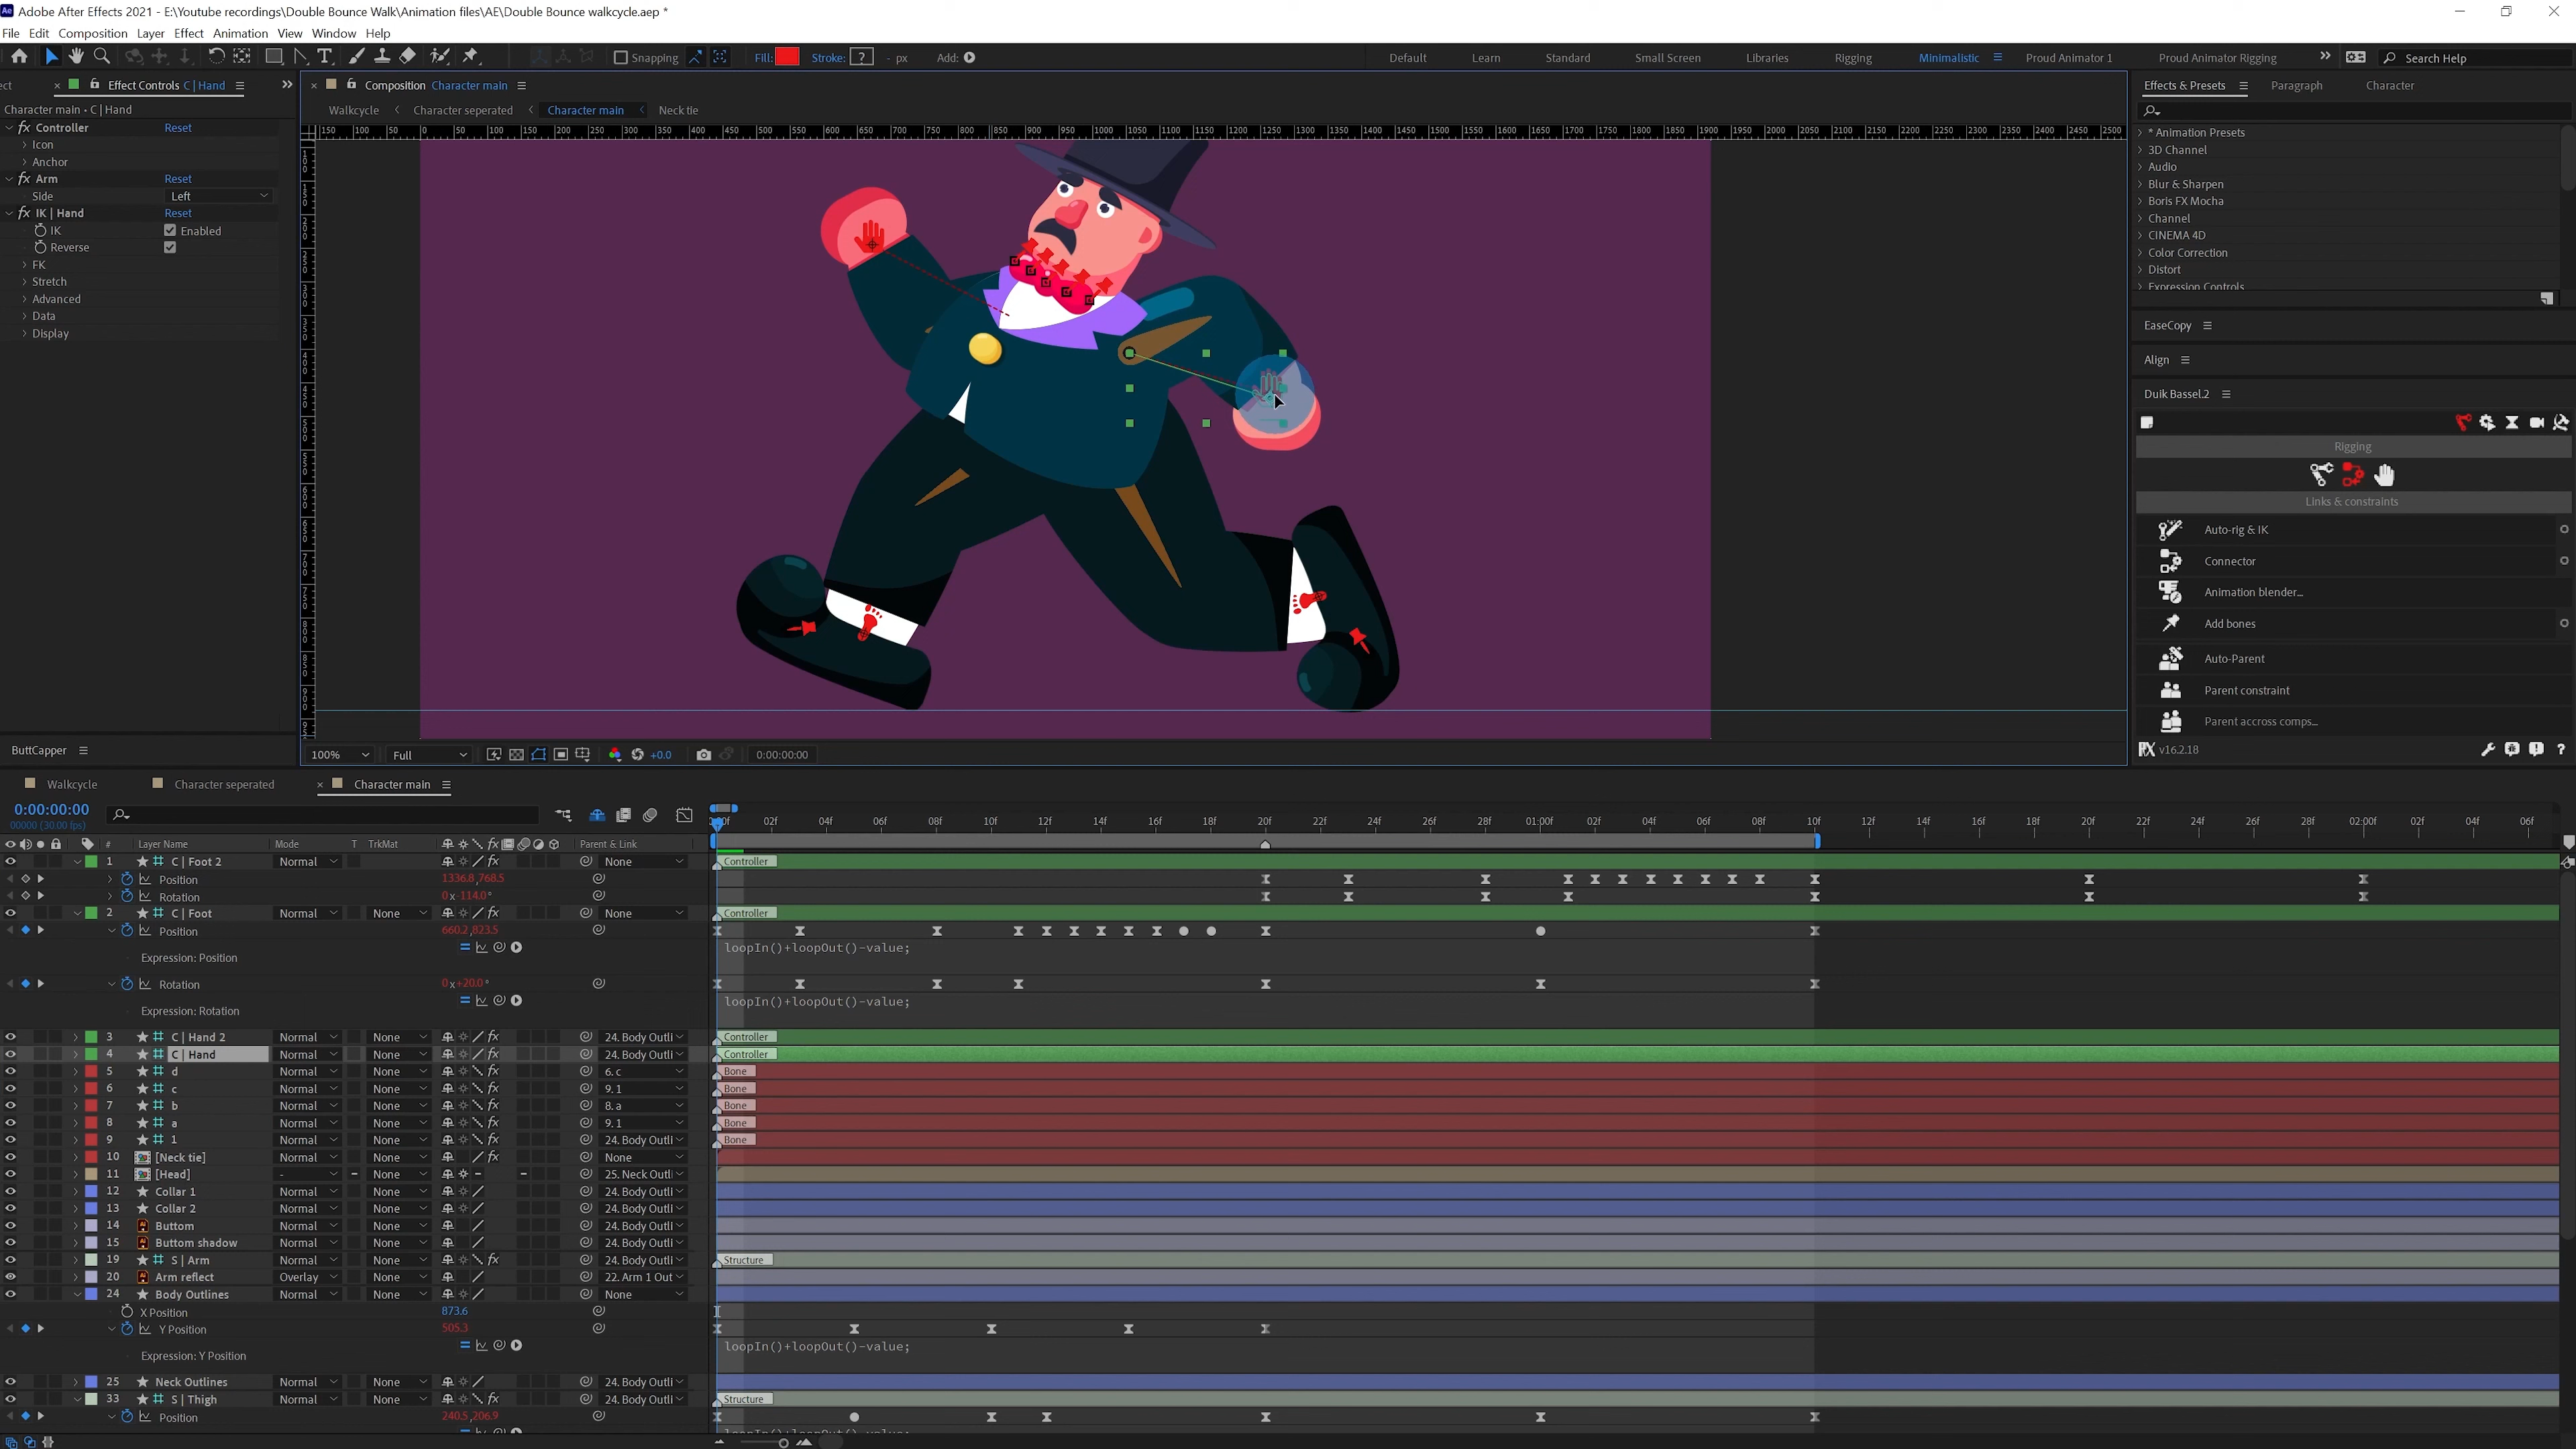 Adobe After Effects 2021 - E:\Youtube recordings\Double Bounce Walk\Animation files\AE\Double Bounce walkcycle.aep *
File Edit Composition Layer Effect Animation View Window Help
Snapping Fill: Stroke: ? - px Add: Default Learn Standard Small Screen Libraries Rigging Minimalistic Proud Animator 1 Proud Animator Rigging Search Help
Effect Controls C | Hand
Character main • C | Hand
fx Controller Reset
Icon
Anchor
fx Arm Reset
Side Left
fx IK | Hand Reset
IK Enabled
Reverse
FK
Stretch
Advanced
Data
Display
ButtCapper
Composition Character main
Walkcycle Character seperated Character main Neck tie
100% Full +0.0 0:00:00:00
Effects & Presets Paragraph Character
* Animation Presets
3D Channel
Audio
Blur & Sharpen
Boris FX Mocha
Channel
CINEMA 4D
Color Correction
Distort
Expression Controls
EaseCopy
Align
Duik Bassel.2
Rigging
Links & constraints
Auto-rig & IK
Connector
Animation blender...
Add bones
Auto-Parent
Parent constraint
Parent accross comps...
v16.2.18
Walkcycle Character seperated Character main
0:00:00:00
00000 (30.00 fps)
02f 04f 06f 08f 10f 12f 14f 16f 18f 20f 22f 24f 26f 28f 01:00f 02f 04f 06f 08f 10f 12f 14f 16f 18f 20f 22f 24f 26f 28f 02:00f 02f 04f 06f
# Layer Name Mode T TrkMat Parent & Link
1 C | Foot 2 Normal None Controller
Position 1336.8,768.5
Rotation 0x-114.0°
2 C | Foot Normal None None Controller
Position 660.2,823.5
Expression: Position loopIn()+loopOut()-value;
Rotation 0x+20.0°
Expression: Rotation loopIn()+loopOut()-value;
3 C | Hand 2 Normal None 24. Body Outli Controller
4 C | Hand Normal None 24. Body Outli Controller
5 d Normal None 6. c Bone
6 c Normal None 9. 1 Bone
7 b Normal None 8. a Bone
8 a Normal None 9. 1 Bone
9 1 Normal None 24. Body Outli Bone
10 [Neck tie] Normal None None
11 [Head] - None 25. Neck Outli
12 Collar 1 Normal None 24. Body Outli
13 Collar 2 Normal None 24. Body Outli
14 Buttom Normal None 24. Body Outli
15 Buttom shadow Normal None 24. Body Outli
19 S | Arm Normal None 24. Body Outli Structure
20 Arm reflect Overlay None 22. Arm 1 Out
24 Body Outlines Normal None None
X Position 873.6
Y Position 505.3
Expression: Y Position loopIn()+loopOut()-value;
25 Neck Outlines Normal None 24. Body Outli
33 S | Thigh Normal None 24. Body Outli Structure
Position 240.5,206.9